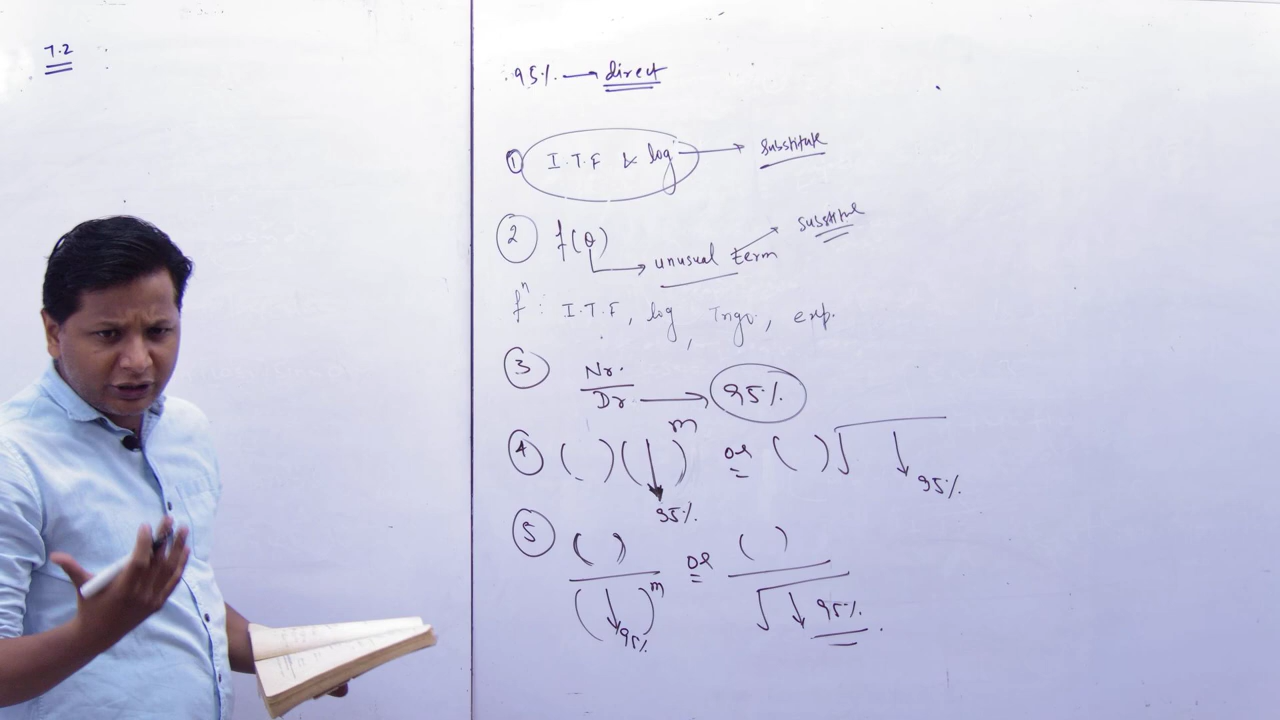 7.2
95% → direct
① I.T.F & log → substitute
② f(θ) → unusual term → substitute
fⁿ : I.T.F, log, Trigo, exp.
③ Nr. / Dr → 95%
④ ( ) ( ↓ 95% )ᵐ or ( ) √ ↓ 95%
⑤ ( ) / ( ↓ 95% )ᵐ or ( ) / √ ↓ 95%.